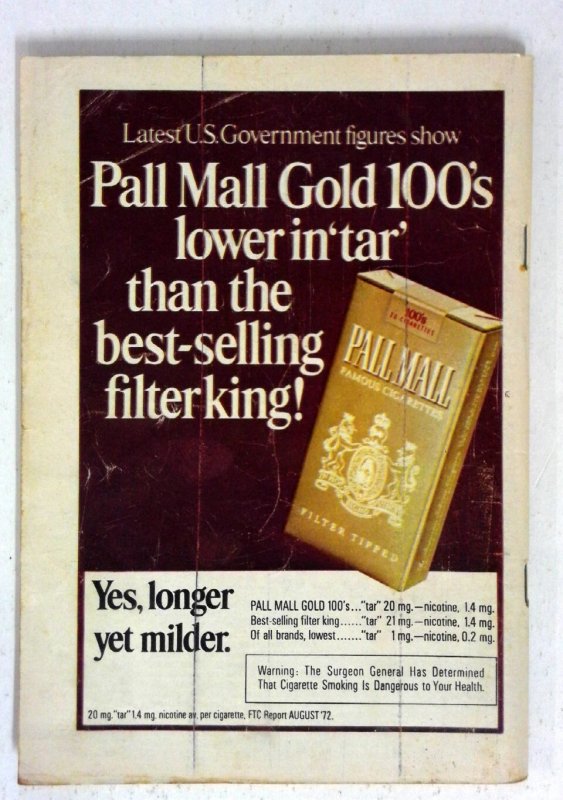 Latest U.S. Government figures show
Pall Mall Gold 100's
lower in 'tar'
than the
best-selling
filter king!
100's
20 CIGARETTES
PALL MALL
FAMOUS CIGARETTES
FILTER TIPPED
Yes, longer
yet milder.
PALL MALL GOLD 100's..."tar" 20 mg.—nicotine, 1.4 mg.
Best-selling filter king......"tar" 21 mg.—nicotine, 1.4 mg.
Of all brands, lowest.......“tar” 1 mg.—nicotine, 0.2 mg.
Warning: The Surgeon General Has Determined
That Cigarette Smoking Is Dangerous to Your Health.
20 mg."tar" 1.4 mg. nicotine av. per cigarette, FTC Report AUGUST '72.